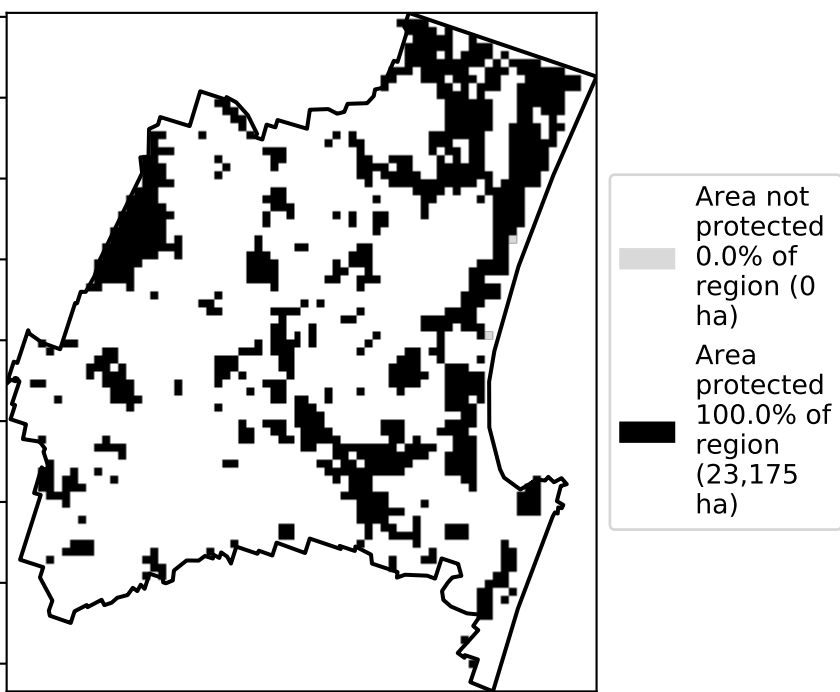 Area not
protected
0.0% of
region (0
ha)
Area
protected
100.0% of
region
(23,175
ha)